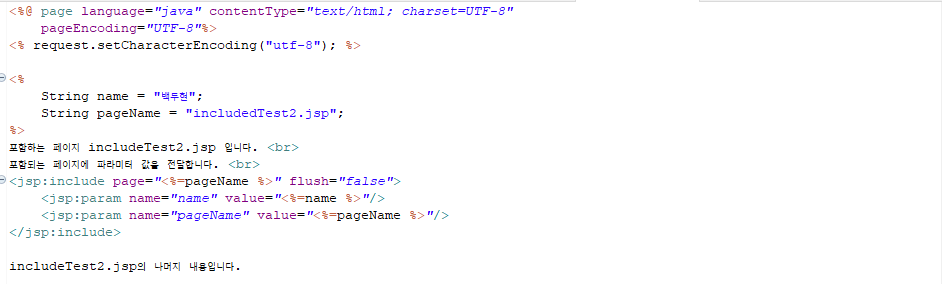 <%@ page language="java" contentType="text/html; charset=UTF-8"
    pageEncoding="UTF-8"%>
<% request.setCharacterEncoding("utf-8"); %>

<%
    String name = "백두현";
    String pageName = "includedTest2.jsp";
%>
포함하는 페이지 includeTest2.jsp 입니다. <br>
포함되는 페이지에 파라미터 값을 전달합니다. <br>
<jsp:include page="<%=pageName %>" flush="false">
    <jsp:param name="name" value="<%=name %>"/>
    <jsp:param name="pageName" value="<%=pageName %>"/>
</jsp:include>

includeTest2.jsp의 나머지 내용입니다.